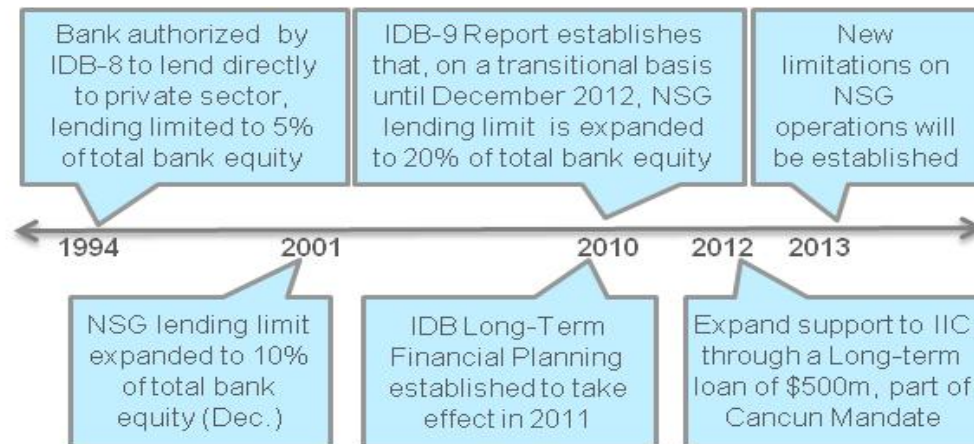 Bank authorized by
IDB-8 to lend directly
to private sector,
lending limited to 5%
of total bank equity
IDB-9 Report establishes
that, on a transitional basis
until December 2012, NSG
lending limit is expanded
to 20% of total bank equity
New
limitations on
NSG
operations will
be established
1994
2001
2010
2012
2013
NSG lending limit
expanded to 10%
of total bank
equity (Dec.)
IDB Long-Term
Financial Planning
established to take
effect in 2011
Expand support to IIC
through a Long-term
loan of $500m, part of
Cancun Mandate